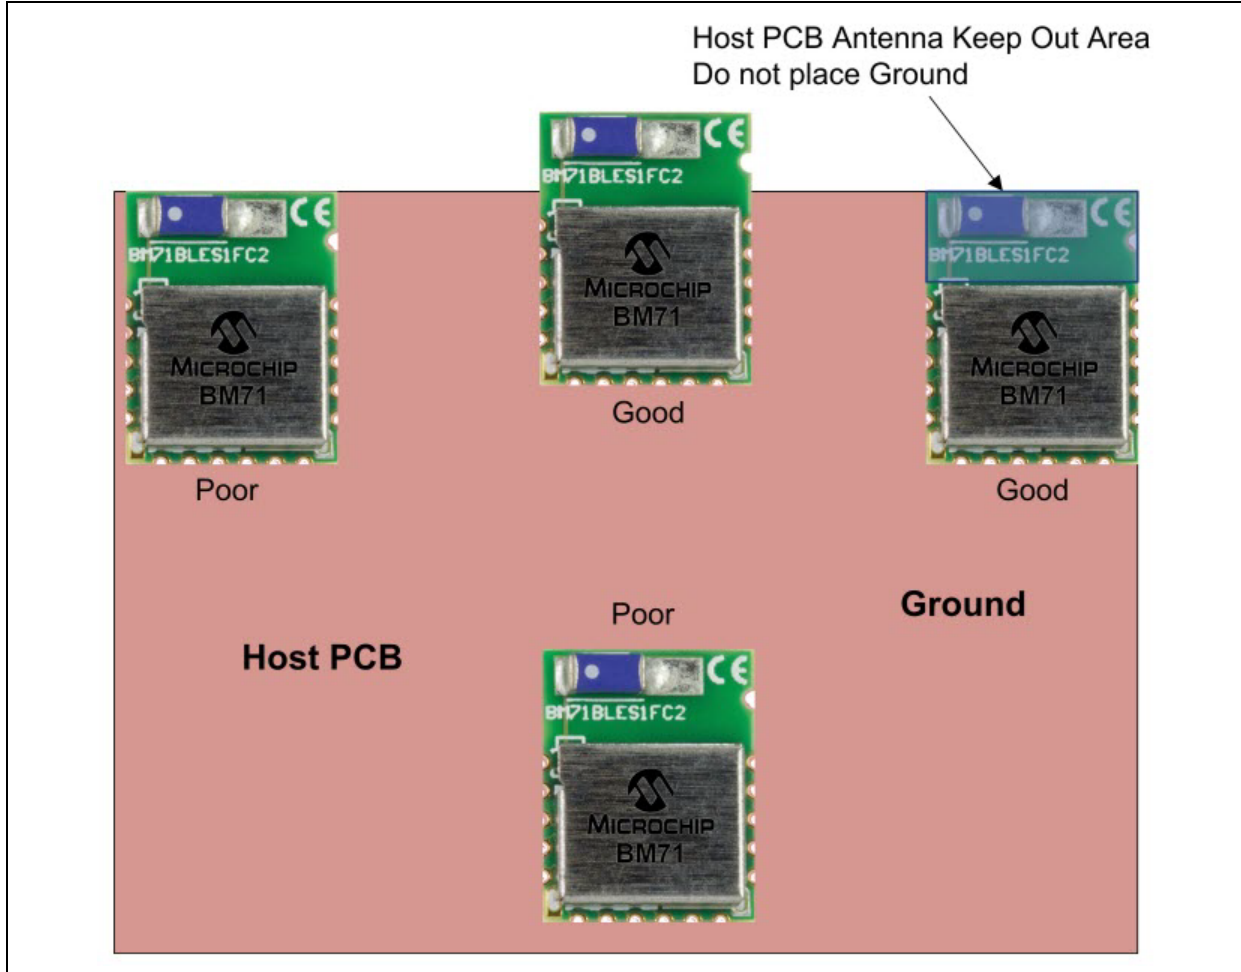 Host PCB Antenna Keep Out Area
Do not place Ground
CE
BM71BLES1FC2
MICROCHIP
BM71
Good
CE
BM71BLES1FC2
MICROCHIP
BM71
Poor
CE
BM71BLES1FC2
MICROCHIP
BM71
Good
Ground
Host PCB
Poor
CE
BM71BLES1FC2
MICROCHIP
BM71